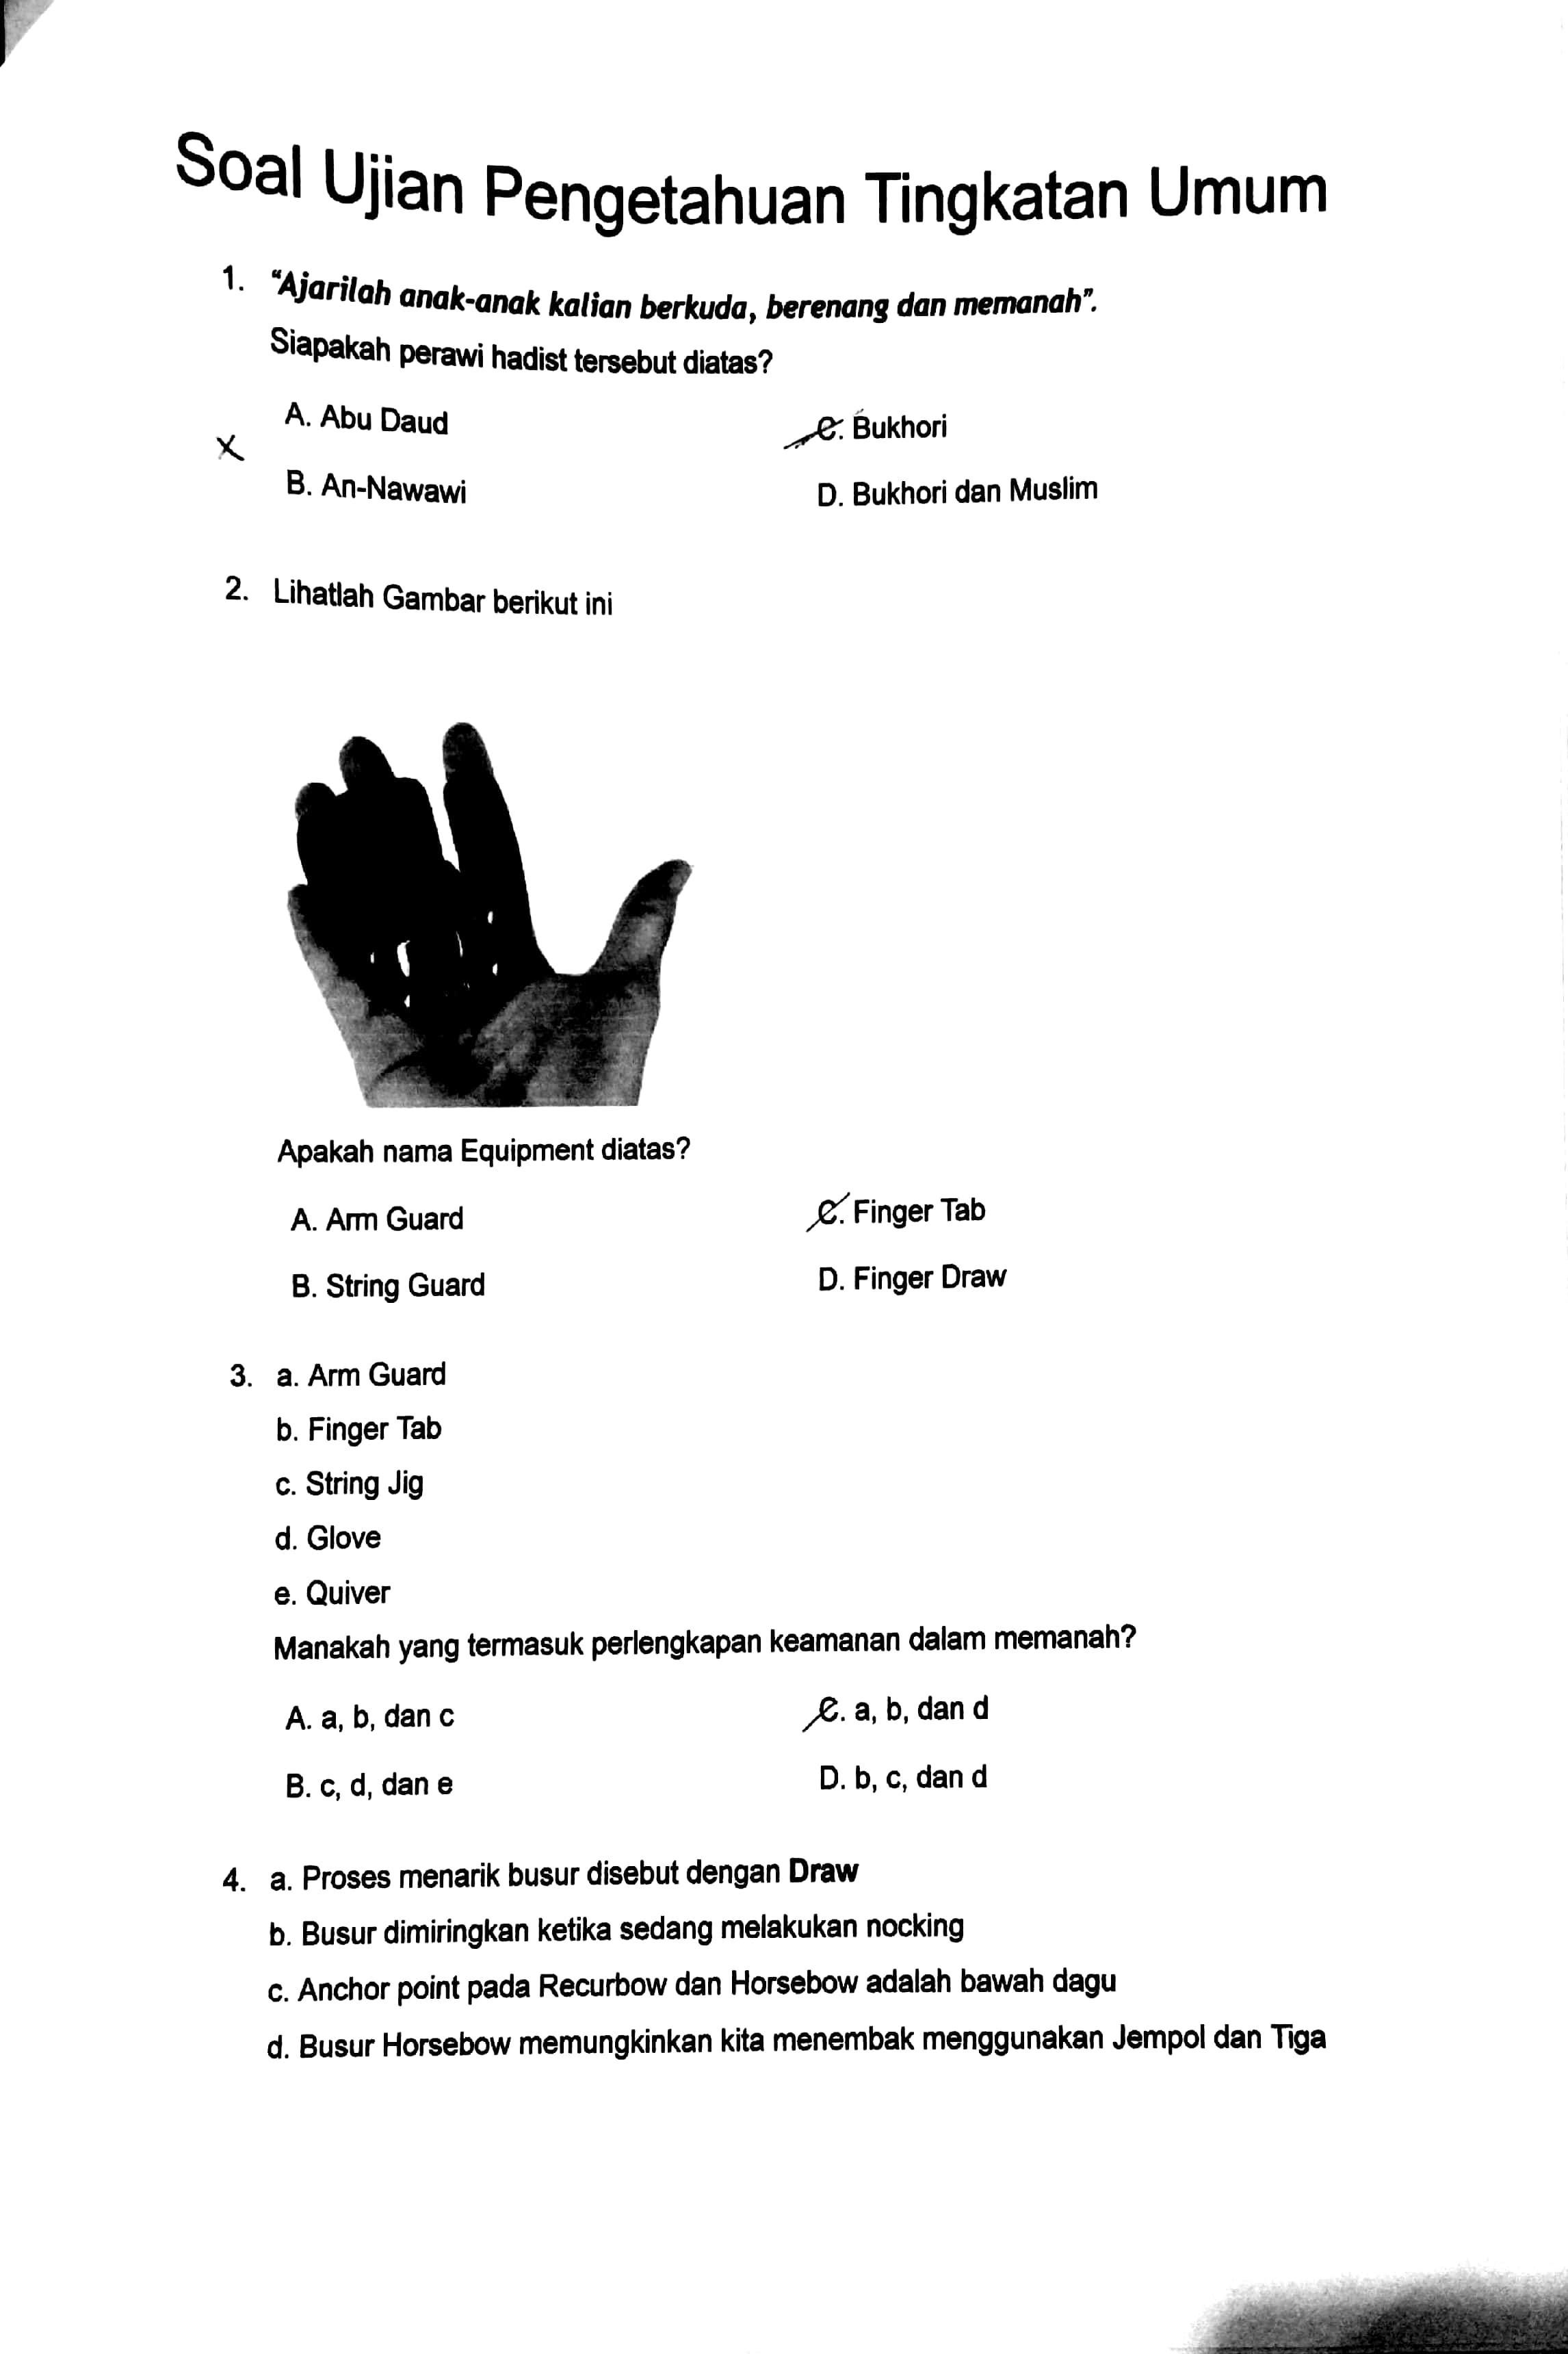 Soal Ujian Pengetahuan Tingkatan Umum
1. “Ajarilah anak-anak kalian berkuda, berenang dan memanah”.
Siapakah perawi hadist tersebut diatas?
A. Abu Daud
C. Bukhori
X
B. An-Nawawi
D. Bukhori dan Muslim
2. Lihatlah Gambar berikut ini
Apakah nama Equipment diatas?
A. Arm Guard
C. Finger Tab
B. String Guard
D. Finger Draw
3. a. Arm Guard
b. Finger Tab
c. String Jig
d. Glove
e. Quiver
Manakah yang termasuk perlengkapan keamanan dalam memanah?
A. a, b, dan c
C. a, b, dan d
B. c, d, dan e
D. b, c, dan d
4. a. Proses menarik busur disebut dengan Draw
b. Busur dimiringkan ketika sedang melakukan nocking
c. Anchor point pada Recurbow dan Horsebow adalah bawah dagu
d. Busur Horsebow memungkinkan kita menembak menggunakan Jempol dan Tiga